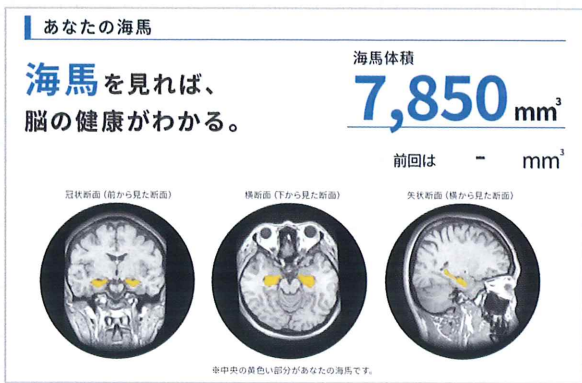 あなたの海馬
海馬を見れば、
脳の健康がわかる。
海馬体積
7,850 mm³
前回は - mm³
冠状断面（前から見た断面）
横断面（下から見た断面）
矢状断面（横から見た断面）
※中央の黄色い部分があなたの海馬です。